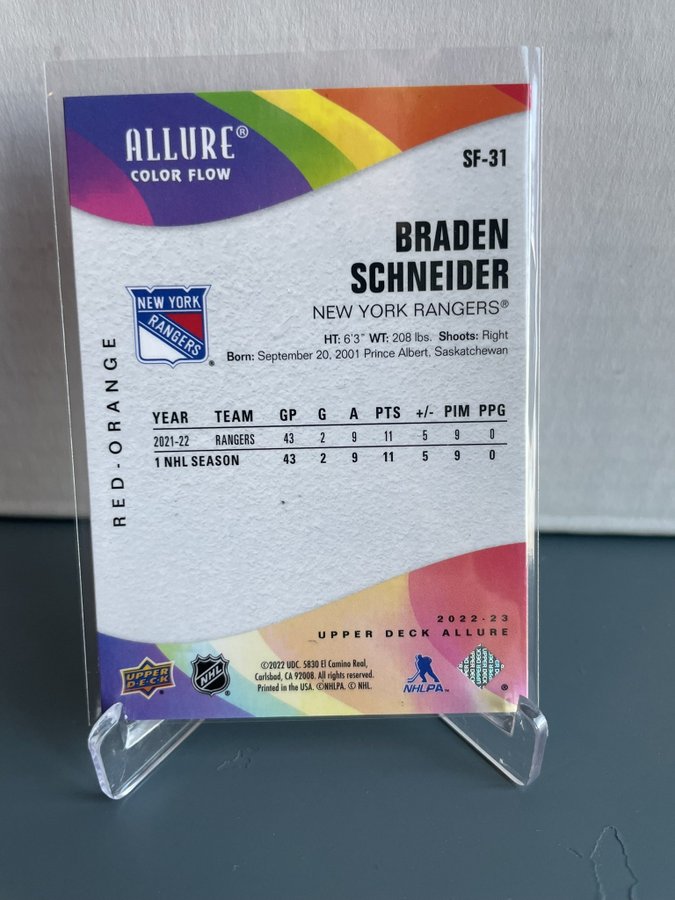 ALLURE®
COLOR FLOW
SF-31
BRADEN
SCHNEIDER
NEW YORK RANGERS®
NEW YORK
RANGERS
®
HT: 6'3" WT: 208 lbs. Shoots: Right
Born: September 20, 2001 Prince Albert, Saskatchewan
RED-ORANGE
YEAR TEAM GP G A PTS +/- PIM PPG
2021-22 RANGERS 43 2 9 11 5 9 0
1 NHL SEASON 43 2 9 11 5 9 0
2022-23
UPPER DECK ALLURE
UPPER
D·E·C·K
NHL
©2022 UDC. 5830 El Camino Real,
Carlsbad, CA 92008. All rights reserved.
Printed in the USA. ©NHLPA. © NHL.
NHLPA™
UPPER DECK
®